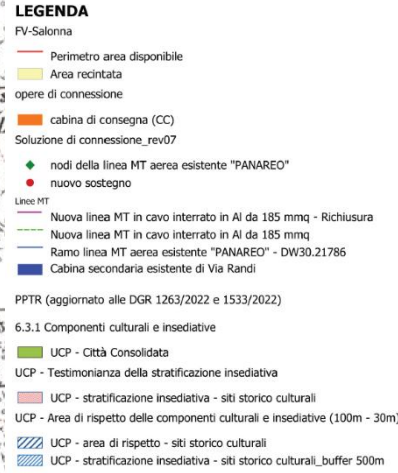 LEGENDA
FV-Salonna
Perimetro area disponibile
Area recintata
opere di connessione
cabina di consegna (CC)
Soluzione di connessione_rev07
nodi della linea MT aerea esistente "PANAREO"
nuovo sostegno
Linee MT
Nuova linea MT in cavo interrato in Al da 185 mmq - Richiusura
Nuova linea MT in cavo interrato in Al da 185 mmq
Ramo linea MT aerea esistente "PANAREO" - DW30.21786
Cabina secondaria esistente di Via Randi
PPTR (aggiornato alle DGR 1263/2022 e 1533/2022)
6.3.1 Componenti culturali e insediative
UCP - Città Consolidata
UCP - Testimonianza della stratificazione insediativa
UCP - stratificazione insediativa - siti storico culturali
UCP - Area di rispetto delle componenti culturali e insediative (100m - 30m)
UCP - area di rispetto - siti storico culturali
UCP - stratificazione insediativa - siti storico culturali_buffer 500m